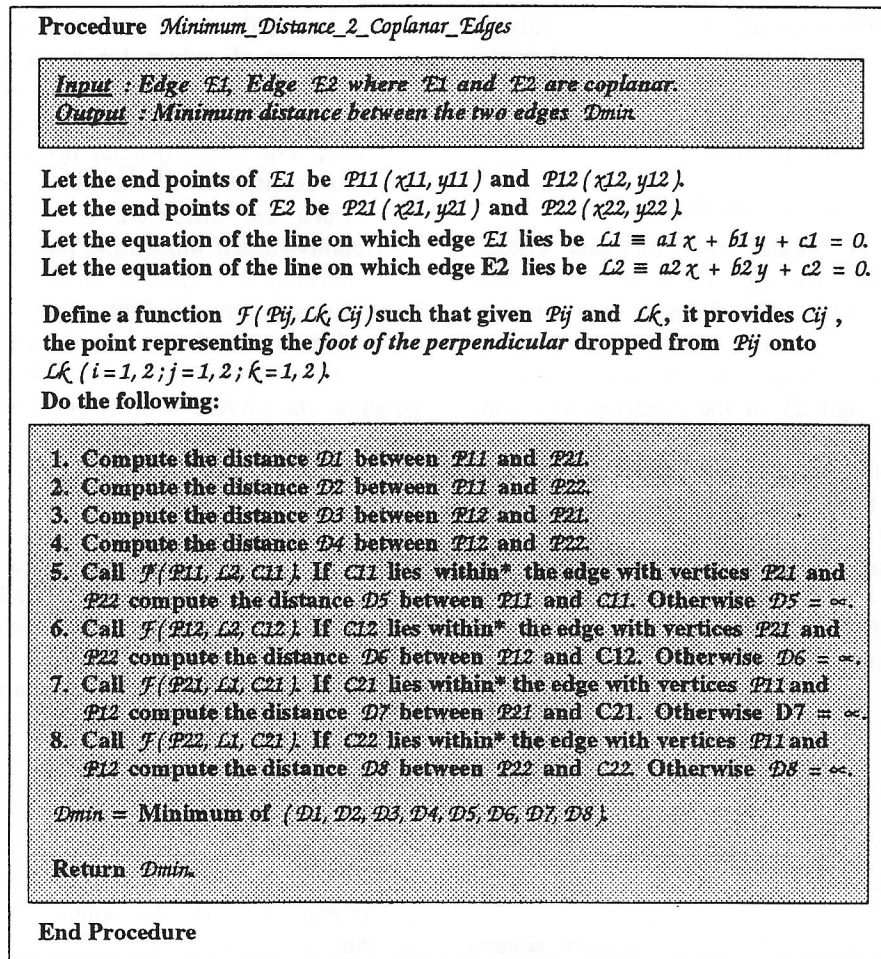 Procedure Minimum_Distance_2_Coplanar_Edges
Input : Edge E1, Edge E2 where E1 and E2 are coplanar.
Output : Minimum distance between the two edges Dmin.
Let the end points of E1 be P11 (x11, y11 ) and P12 (x12, y12 ).
Let the end points of E2 be P21 (x21, y21 ) and P22 (x22, y22 ).
Let the equation of the line on which edge E1 lies be L1 ≡ a1 x + b1 y + c1 = 0.
Let the equation of the line on which edge E2 lies be L2 ≡ a2 x + b2 y + c2 = 0.
Define a function F( Pij, Lk, Cij ) such that given Pij and Lk, it provides Cij ,
the point representing the foot of the perpendicular dropped from Pij onto
Lk ( i = 1, 2 ; j = 1, 2 ; k = 1, 2 ).
Do the following:
1. Compute the distance D1 between P11 and P21.
2. Compute the distance D2 between P11 and P22.
3. Compute the distance D3 between P12 and P21.
4. Compute the distance D4 between P12 and P22.
5. Call F( P11, L2, C11 ). If C11 lies within* the edge with vertices P21 and
P22 compute the distance D5 between P11 and C11. Otherwise D5 = ∞.
6. Call F( P12, L2, C12 ). If C12 lies within* the edge with vertices P21 and
P22 compute the distance D6 between P12 and C12. Otherwise D6 = ∞.
7. Call F( P21, L1, C21 ). If C21 lies within* the edge with vertices P11 and
P12 compute the distance D7 between P21 and C21. Otherwise D7 = ∞.
8. Call F( P22, L1, C21 ). If C22 lies within* the edge with vertices P11 and
P12 compute the distance D8 between P22 and C22. Otherwise D8 = ∞.
Dmin = Minimum of ( D1, D2, D3, D4, D5, D6, D7, D8 ).
Return Dmin.
End Procedure